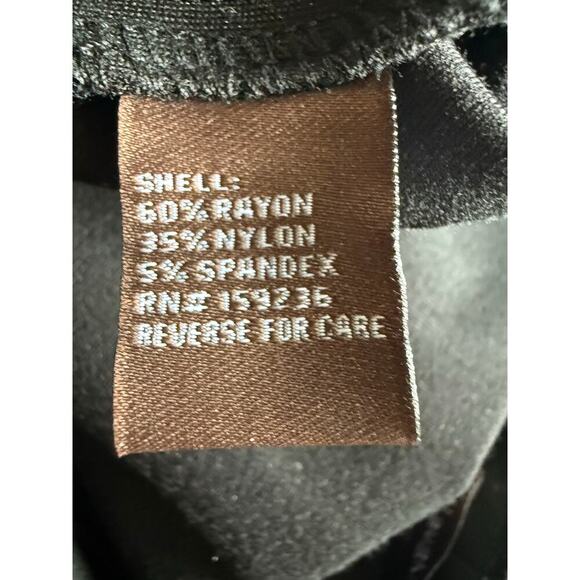 SHELL:
60% RAYON
35% NYLON
5% SPANDEX
RN# 159236
REVERSE FOR CARE